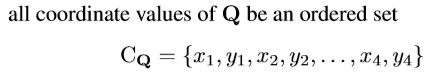 all coordinate values of Q be an ordered set
C_Q = {x_1, y_1, x_2, y_2, . . . , x_4, y_4}